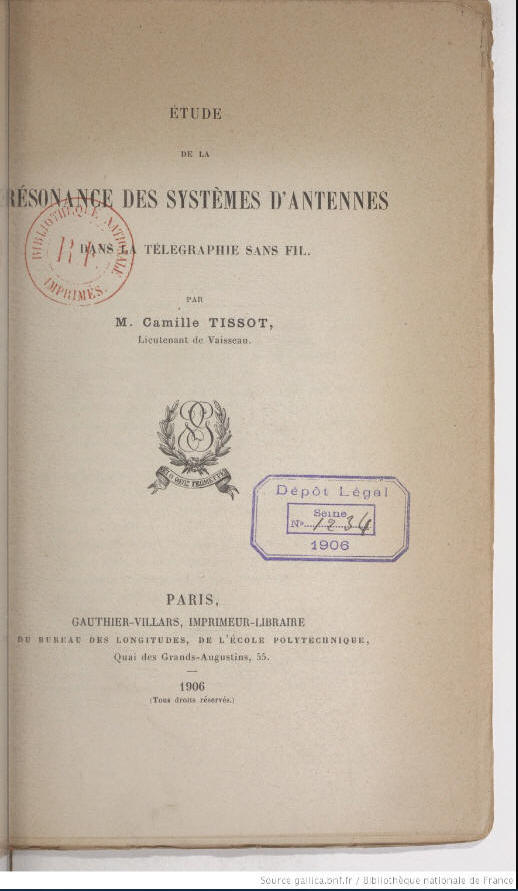 ÉTUDE
DE LA
RÉSONANCE DES SYSTÈMES D'ANTENNES
DANS LA TÉLÉGRAPHIE SANS FIL.
BIBLIOTHÈQUE NATIONALE
IMPRIMÉS.
PAR
M. Camille TISSOT,
Lieutenant de Vaisseau.
Dépôt Légal
Seine
No 1234
1906
PARIS,
GAUTHIER-VILLARS, IMPRIMEUR-LIBRAIRE
DU BUREAU DES LONGITUDES, DE L'ÉCOLE POLYTECHNIQUE,
Quai des Grands-Augustins, 55.
1906
(Tous droits réservés.)
Source gallica.bnf.fr / Bibliothèque nationale de France